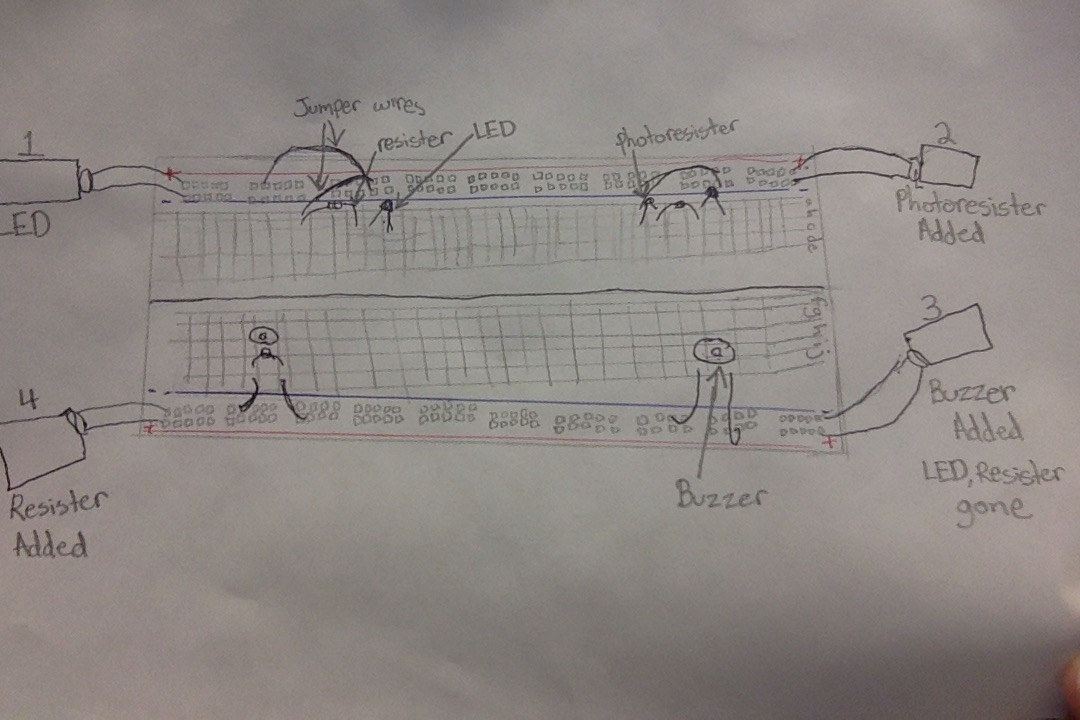 Jumper wires
resister
LED
photoresister
1
2
LED
Photoresister
Added
+
+
-
-
a b c d e
f g h i j
3
Buzzer
Added
LED, Resister
gone
-
4
+
+
Resister
Added
Buzzer